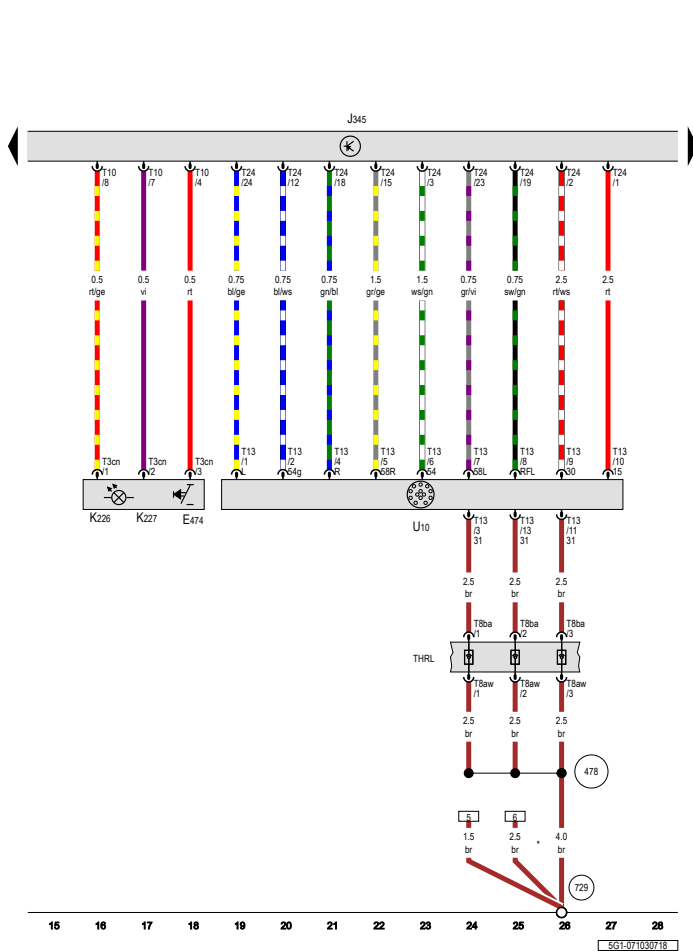 J345
T10 T10 T10 T24 T24 T24 T24 T24 T24 T24 T24 T24
/8 /7 /4 /24 /12 /18 /15 /3 /23 /19 /2 /1
0.5 0.5 0.5 0.75 0.75 0.75 1.5 1.5 0.75 0.75 2.5 2.5
rt/ge vi rt bl/ge bl/ws gn/bl gr/ge ws/gn gr/vi sw/gn rt/ws rt
T13 T13 T13 T13 T13 T13 T13 T13 T13
T3cn T3cn T3cn /1 /2 /4 /5 /6 /7 /8 /9 /10
/1 /2 /3 L 54g R 58R 54 58L RFL 30 15
K226 K227 E474
U10
T13 T13 T13
/3 /13 /11
31 31 31
2.5 2.5 2.5
br br br
T8ba T8ba T8ba
/1 /2 /3
THRL
T8aw T8aw T8aw
/1 /2 /3
2.5 2.5 2.5
br br br
478
5 6
1.5 2.5 * 4.0
br br br
729
15 16 17 18 19 20 21 22 23 24 25 26 27 28
5G1-071030718